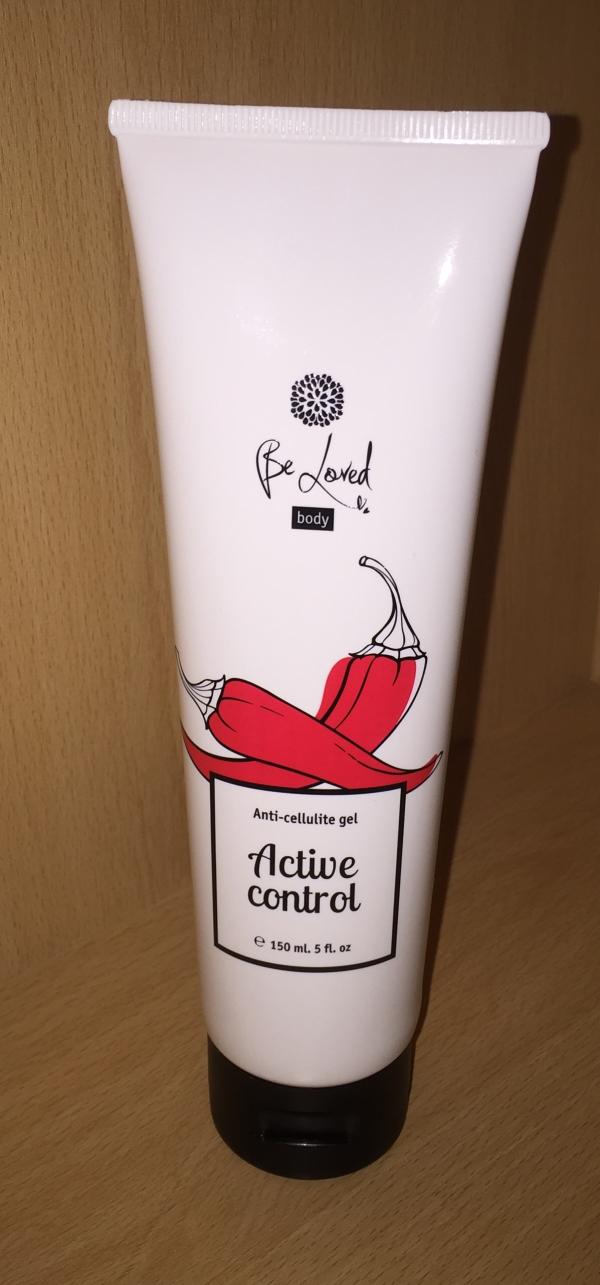 Be Loved
body
Anti-cellulite gel
Active
control
℮ 150 ml. 5 fl. oz